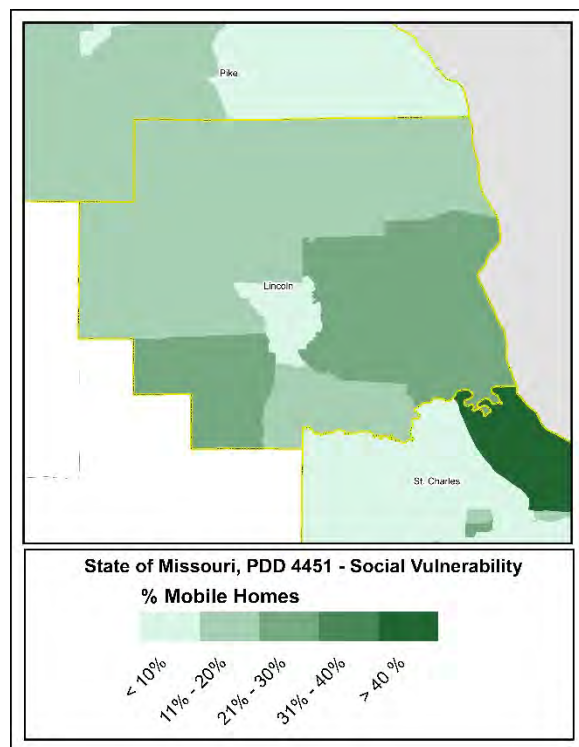 Pike
Lincoln
St. Charles
State of Missouri, PDD 4451 - Social Vulnerability
% Mobile Homes
< 10%
11% - 20%
21% - 30%
31% - 40%
> 40 %